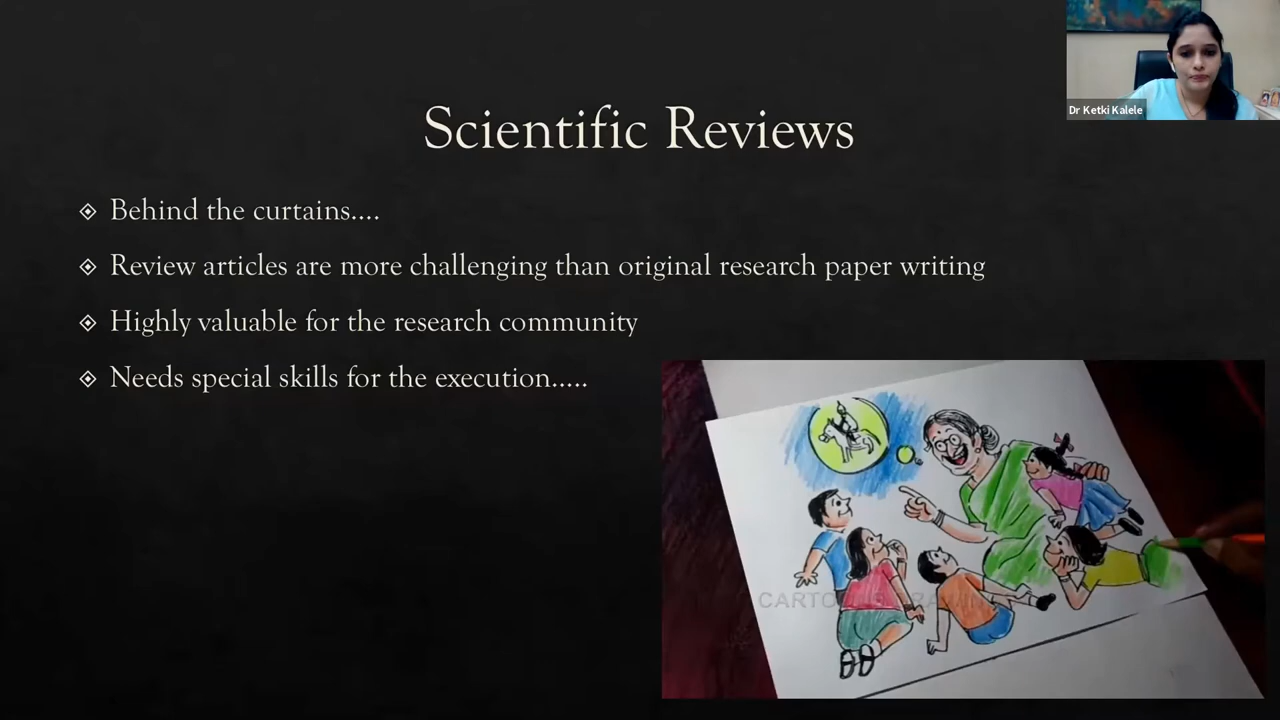 Dr Ketki Kalele
Scientific Reviews
Behind the curtains....
Review articles are more challenging than original research paper writing
Highly valuable for the research community
Needs special skills for the execution.....